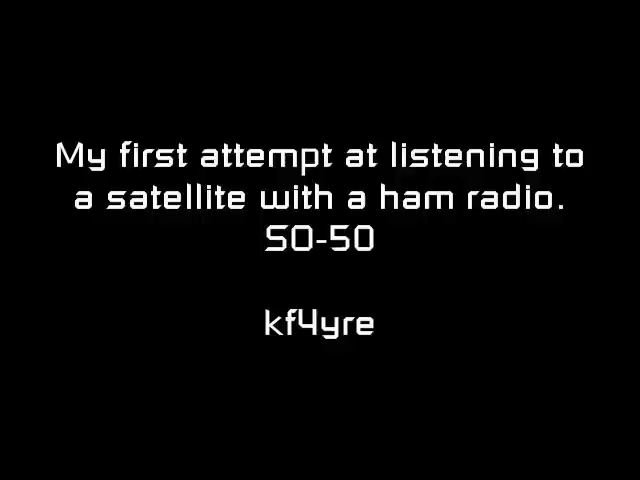 My first attempt at listening to
a satellite with a ham radio.
SO-50
kf4yre